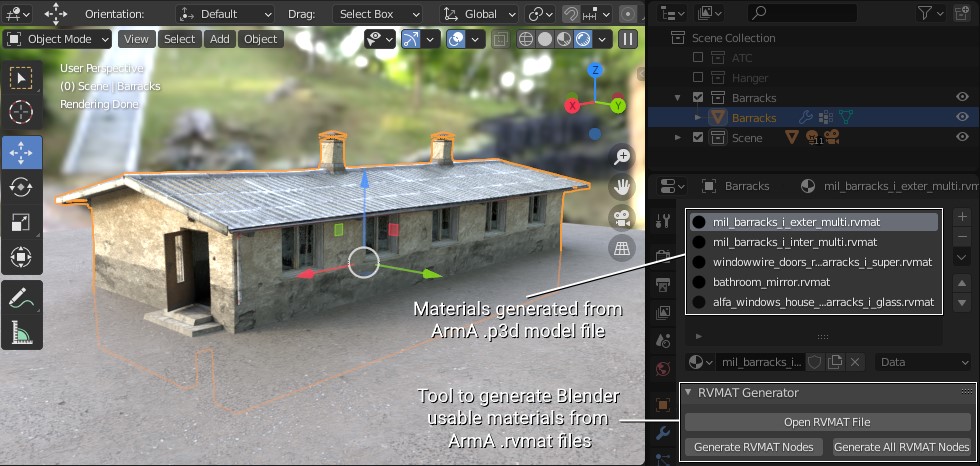 Orientation:
Default
Drag:
Select Box
Global
Object Mode
View
Select
Add
Object
User Perspective
(0) Scene | Barracks
Rendering Done
Z
X
Y
Scene Collection
ATC
Hanger
Barracks
Barracks
Scene
11
Barracks
mil_barracks_i_exter_multi.rvm
mil_barracks_i_exter_multi.rvmat
mil_barracks_i_inter_multi.rvmat
windowwire_doors_r...arracks_i_super.rvmat
bathroom_mirror.rvmat
alfa_windows_house_...arracks_i_glass.rvmat
Materials generated from
ArmA .p3d model file
mil_barracks_i...
Data
Tool to generate Blender
usable materials from
ArmA .rvmat files
RVMAT Generator
Open RVMAT File
Generate RVMAT Nodes
Generate All RVMAT Nodes